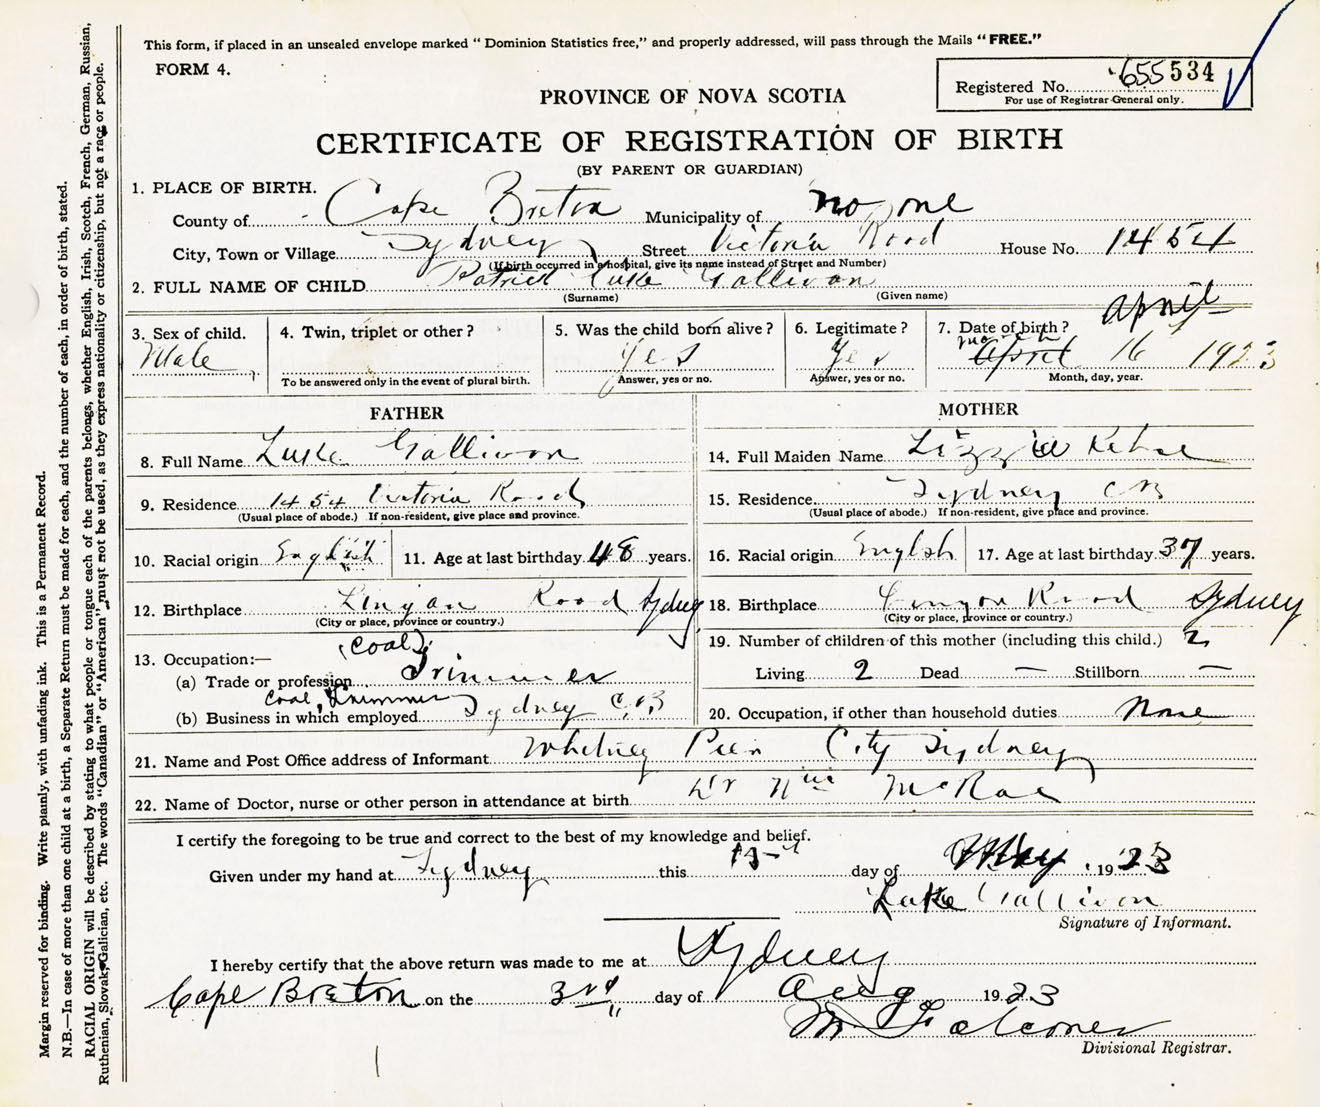 This form, if placed in an unsealed envelope marked " Dominion Statistics free," and properly addressed, will pass through the Mails "FREE."
FORM 4.
Registered No. 655534
For use of Registrar-General only.
PROVINCE OF NOVA SCOTIA
CERTIFICATE OF REGISTRATION OF BIRTH
(BY PARENT OR GUARDIAN)
1. PLACE OF BIRTH.
County of Cape Breton Municipality of no one
City, Town or Village Sydney Street Victoria Road House No. 1454
(If birth occurred in a hospital, give its name instead of Street and Number)
2. FULL NAME OF CHILD Patrick Luke Gallivan
(Surname) (Given name)
3. Sex of child. 4. Twin, triplet or other? 5. Was the child born alive? 6. Legitimate? 7. Date of birth? April
Male Yes Yes March April 16 1923
To be answered only in the event of plural birth. Answer, yes or no. Answer, yes or no. Month, day, year.
FATHER MOTHER
8. Full Name Luke Gallivan 14. Full Maiden Name Lizzie Kehoe
9. Residence 1454 Victoria Road 15. Residence Sydney CB
(Usual place of abode.) If non-resident, give place and province. (Usual place of abode.) If non-resident, give place and province.
10. Racial origin English 11. Age at last birthday 48 years. 16. Racial origin English 17. Age at last birthday 37 years.
12. Birthplace Lingan Road Sydney 18. Birthplace Lingan Road Sydney
(City or place, province or country.) (City or place, province or country.)
13. Occupation:— (Coal) 19. Number of children of this mother (including this child.) 2
(a) Trade or profession Trimmer Living 2 Dead — Stillborn —
Coal Trimmer
(b) Business in which employed Sydney C.B 20. Occupation, if other than household duties None
21. Name and Post Office address of Informant Whitney Pier City Sydney
22. Name of Doctor, nurse or other person in attendance at birth Dr McRae
I certify the foregoing to be true and correct to the best of my knowledge and belief.
Given under my hand at Sydney this 15 day of May 1923
Luke Gallivan
Signature of Informant.
I hereby certify that the above return was made to me at Sydney
Cape Breton on the 3rd day of Aug 1923
Divisional Registrar.
Margin reserved for binding. Write plainly, with unfading ink. This is a Permanent Record.
N.B.—In case of more than one child at a birth, a Separate Return must be made for each, and the number of each, in order of birth, stated.
RACIAL ORIGIN will be described by stating to what people or tongue each of the parents belongs, whether English, Irish, Scotch, French, German, Russian,
Ruthenian, Slovak, Galician, etc. The words "Canadian" or "American" must not be used, as they express nationality or citizenship, but not a race or people.